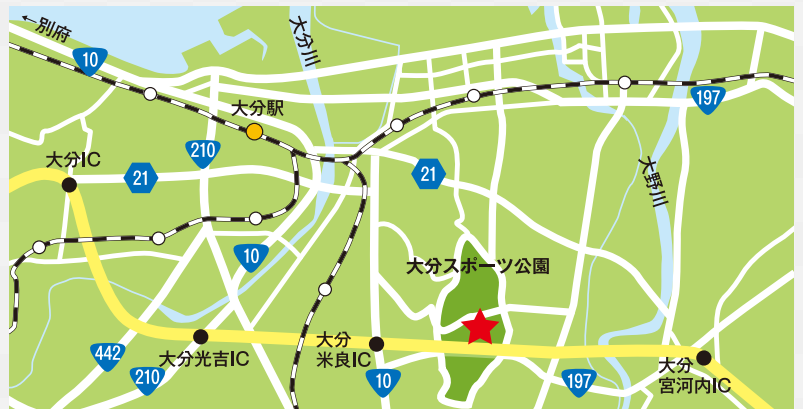 ←別府
10
大分川
大分駅
197
210
大分IC
21
21
大野川
10
大分スポーツ公園
442
大分光吉IC
大分
米良IC
210
10
197
大分
宮河内IC